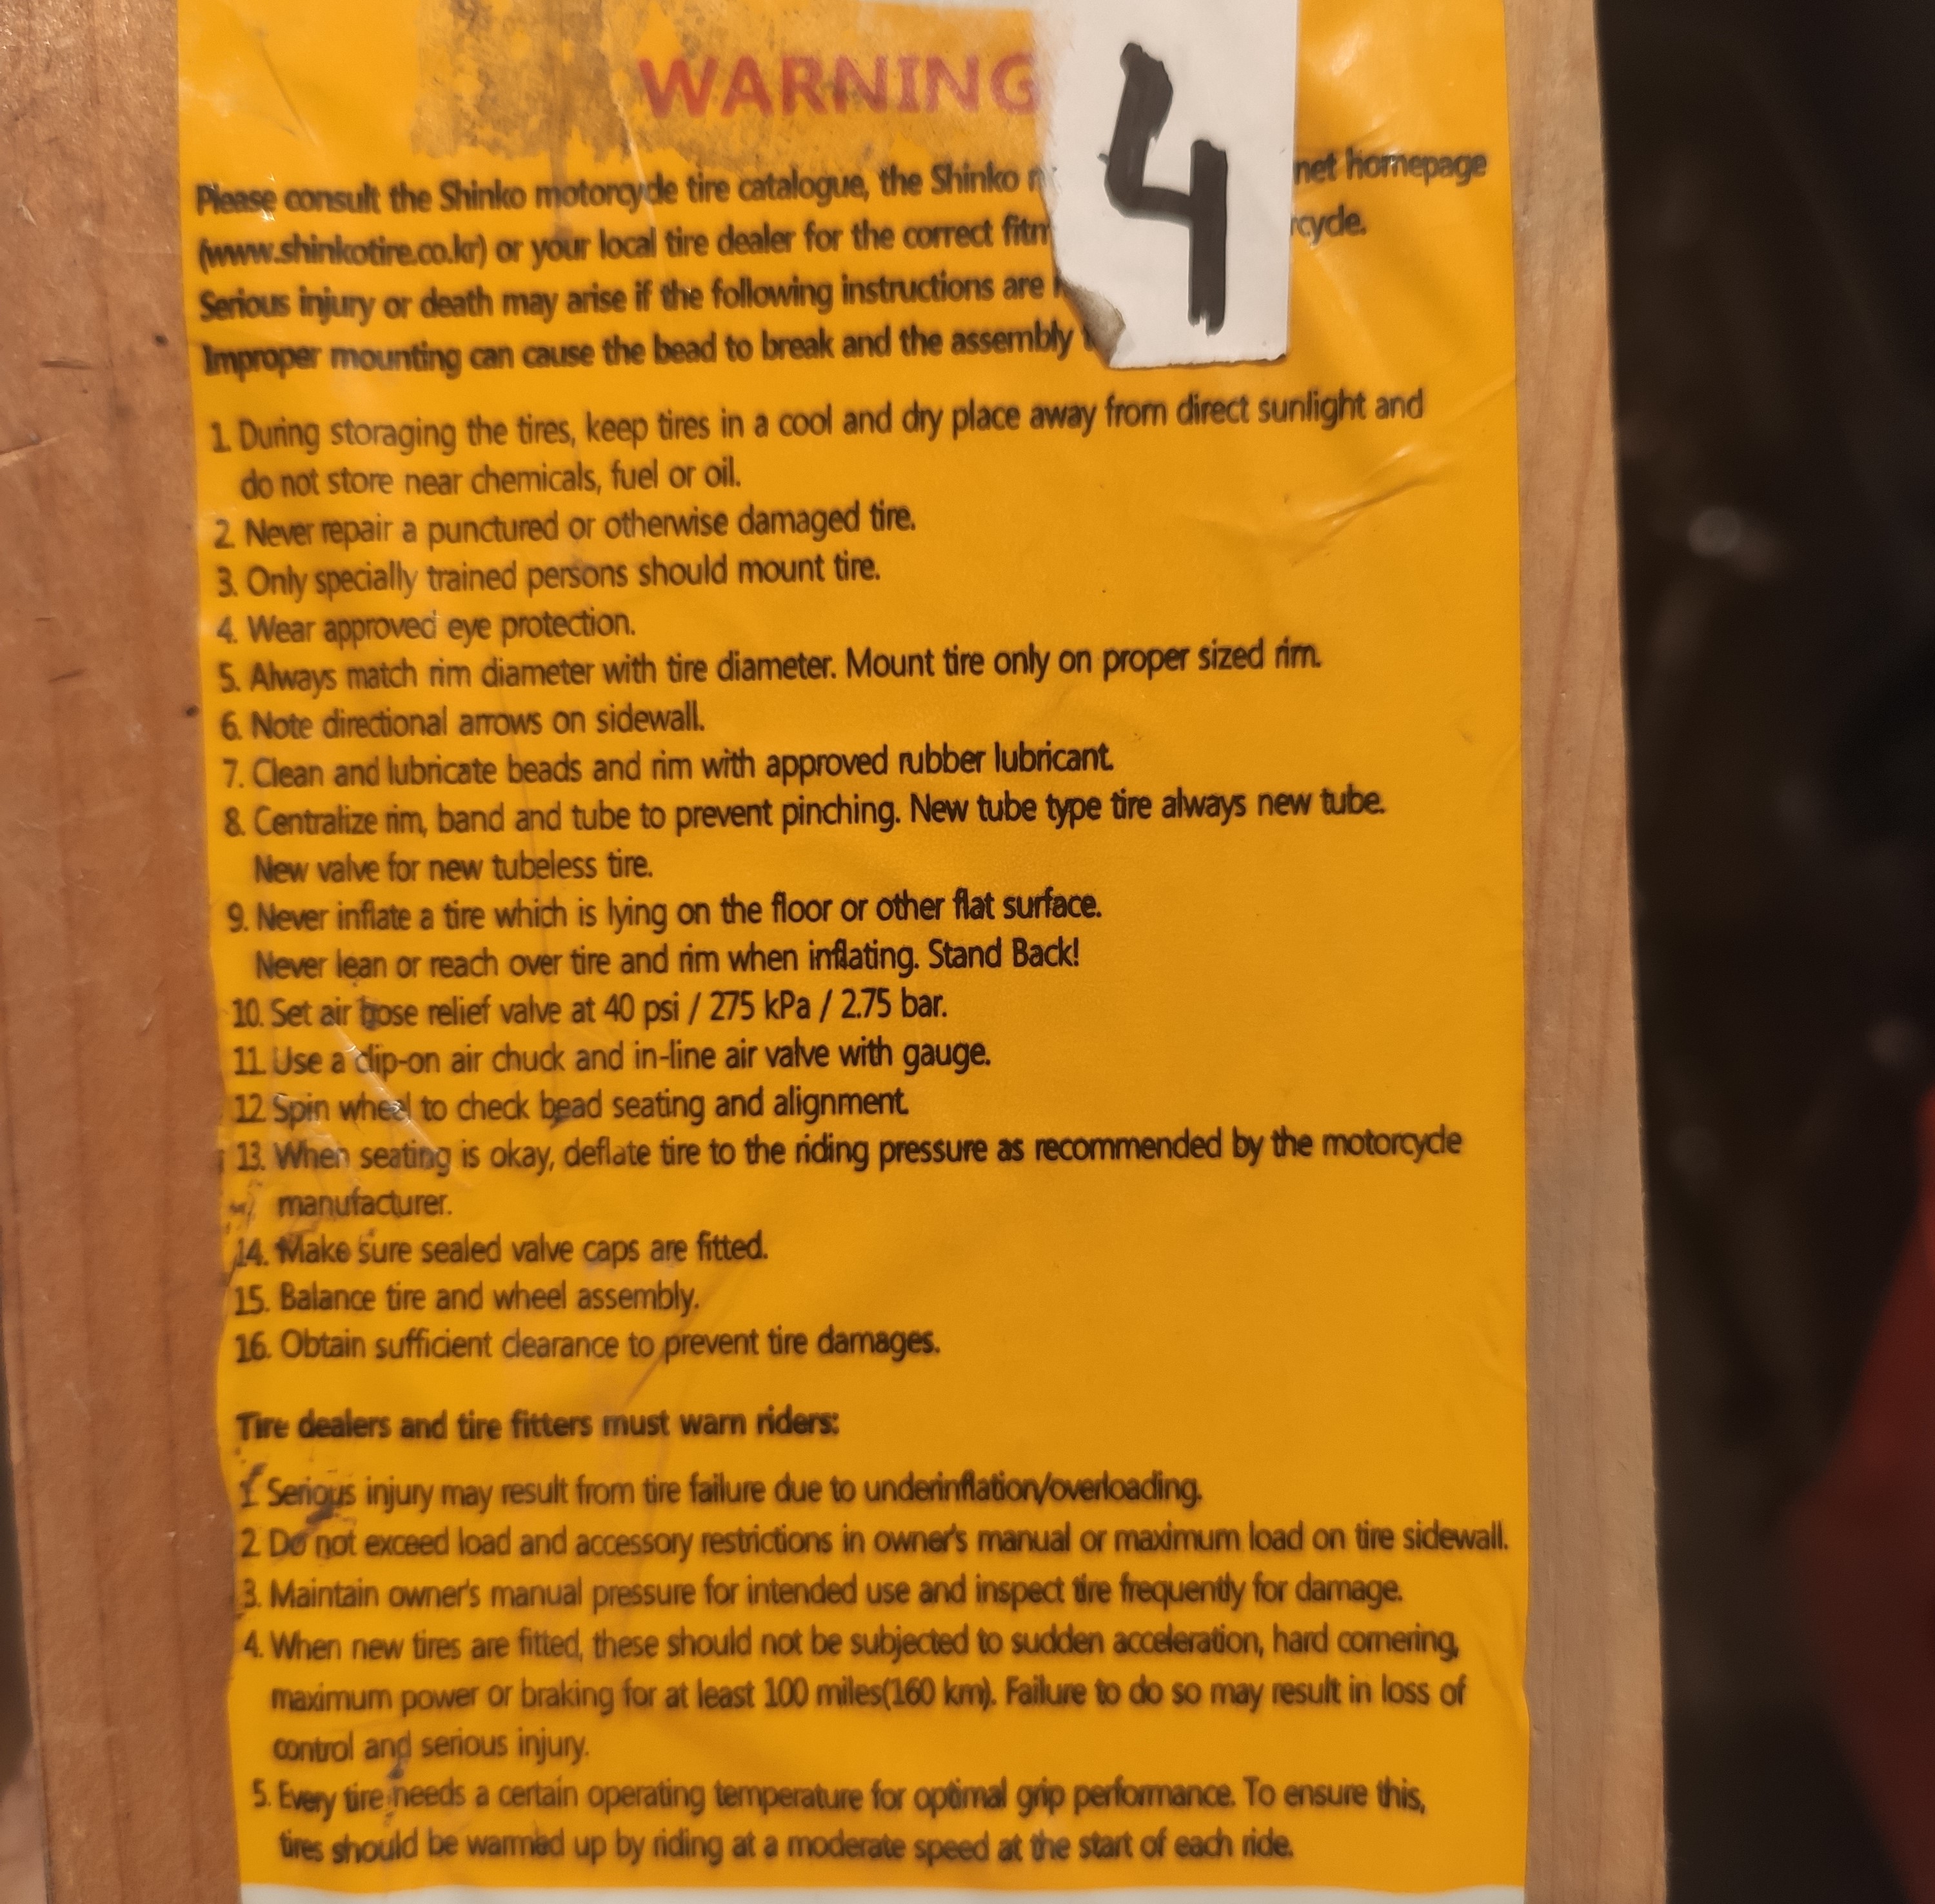 WARNING
4
Please consult the Shinko motorcycle tire catalogue, the Shinko net homepage
(www.shinkotire.co.kr) or your local tire dealer for the correct
Serious injury or death may arise if the following instructions are
Improper mounting can cause the bead to break and the assembly
1. During storaging the tires, keep tires in a cool and dry place away from direct sunlight and
do not store near chemicals, fuel or oil.
2. Never repair a punctured or otherwise damaged tire.
3. Only specially trained persons should mount tire.
4. Wear approved eye protection.
5. Always match rim diameter with tire diameter. Mount tire only on proper sized rim.
6. Note directional arrows on sidewall.
7. Clean and lubricate beads and rim with approved rubber lubricant.
8. Centralize rim, band and tube to prevent pinching. New tube type tire always new tube.
New valve for new tubeless tire.
9. Never inflate a tire which is lying on the floor or other flat surface.
Never lean or reach over tire and rim when inflating. Stand Back!
10. Set air hose relief valve at 40 psi / 275 kPa / 2.75 bar.
11. Use a clip-on air chuck and in-line air valve with gauge.
12. Spin wheel to check bead seating and alignment.
13. When seating is okay, deflate tire to the riding pressure as recommended by the motorcycle
manufacturer.
14. Make sure sealed valve caps are fitted.
15. Balance tire and wheel assembly.
16. Obtain sufficient clearance to prevent tire damages.
Tire dealers and tire fitters must warn riders:
1. Serious injury may result from tire failure due to underinflation/overloading.
2. Do not exceed load and accessory restrictions in owner's manual or maximum load on tire sidewall.
3. Maintain owner's manual pressure for intended use and inspect tire frequently for damage.
4. When new tires are fitted, these should not be subjected to sudden acceleration, hard cornering,
maximum power or braking for at least 100 miles(160 km). Failure to do so may result in loss of
control and serious injury.
5. Every tire needs a certain operating temperature for optimal grip performance. To ensure this,
tires should be warmed up by riding at a moderate speed at the start of each ride.